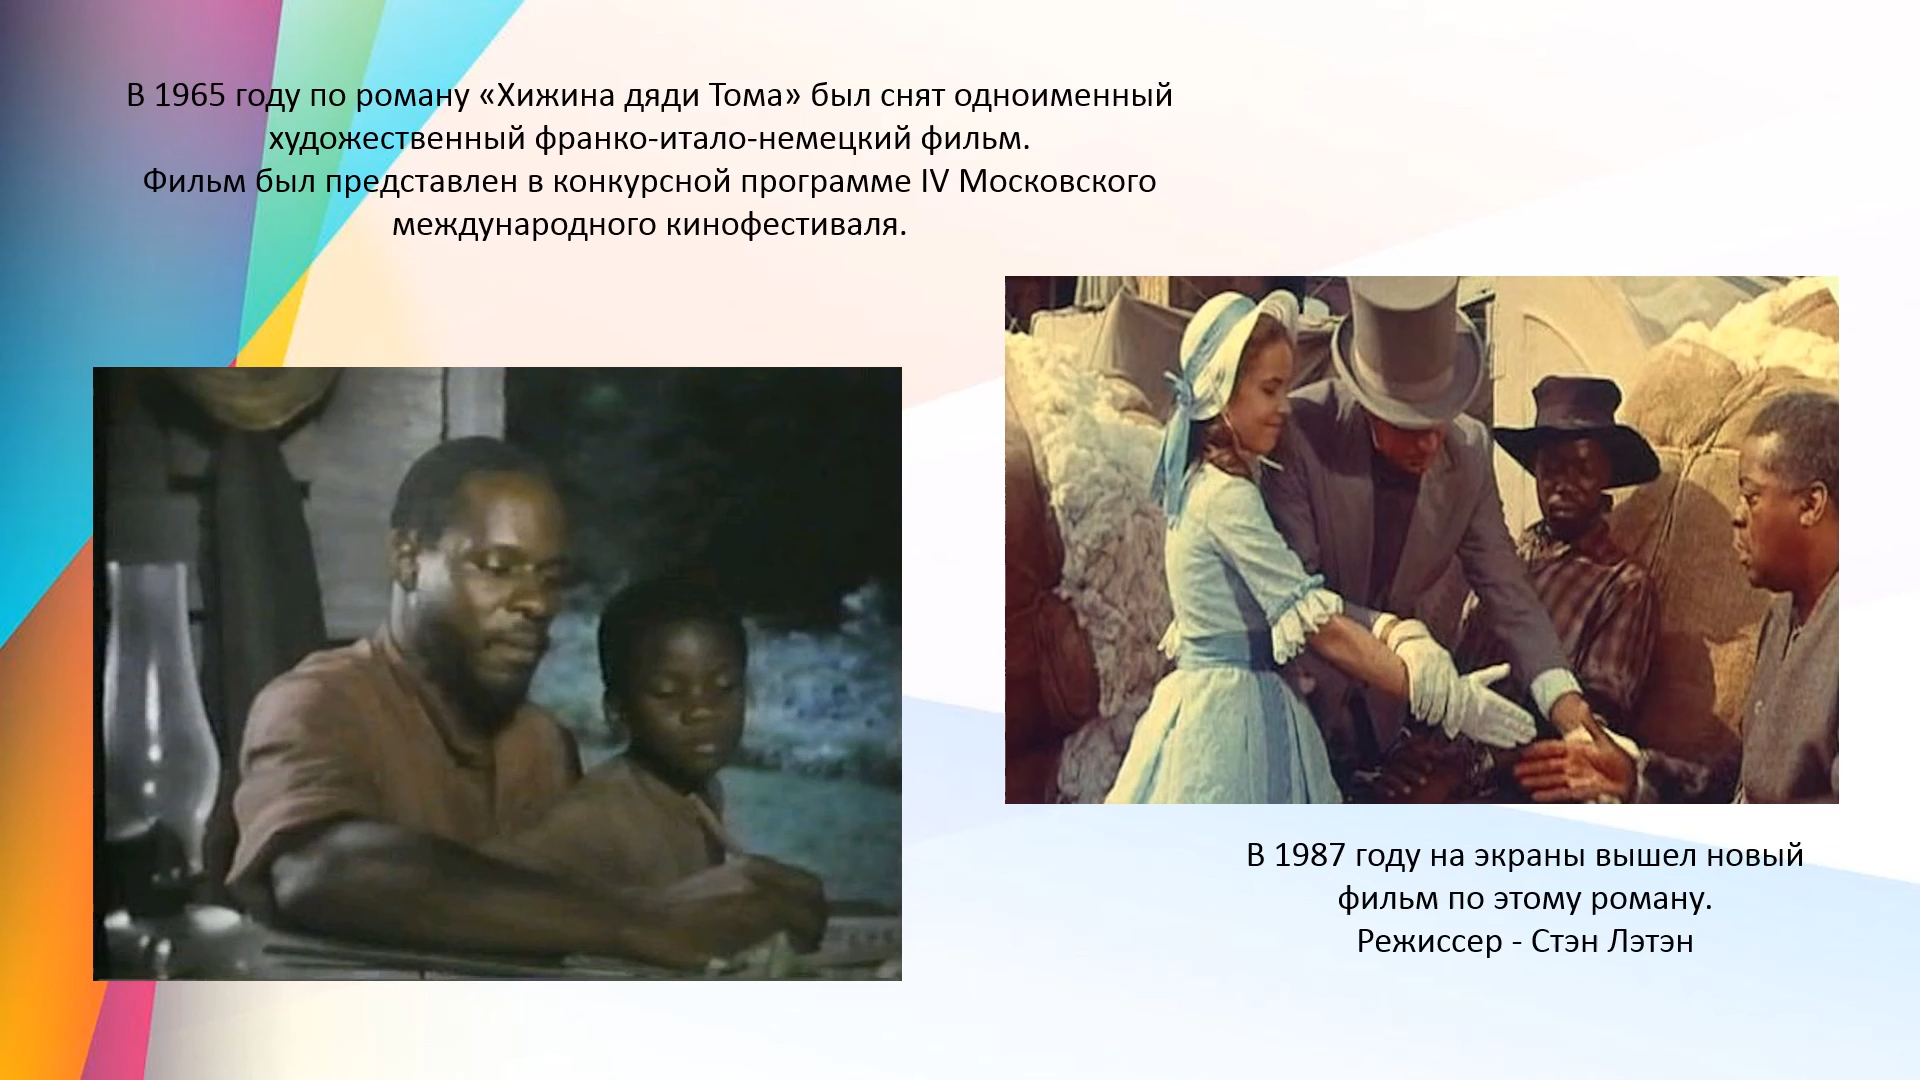 В 1965 году по роману «Хижина дяди Тома» был снят одноименный
художественный франко-итало-немецкий фильм.
Фильм был представлен в конкурсной программе IV Московского
международного кинофестиваля.
В 1987 году на экраны вышел новый
фильм по этому роману.
Режиссер - Стэн Лэтэн